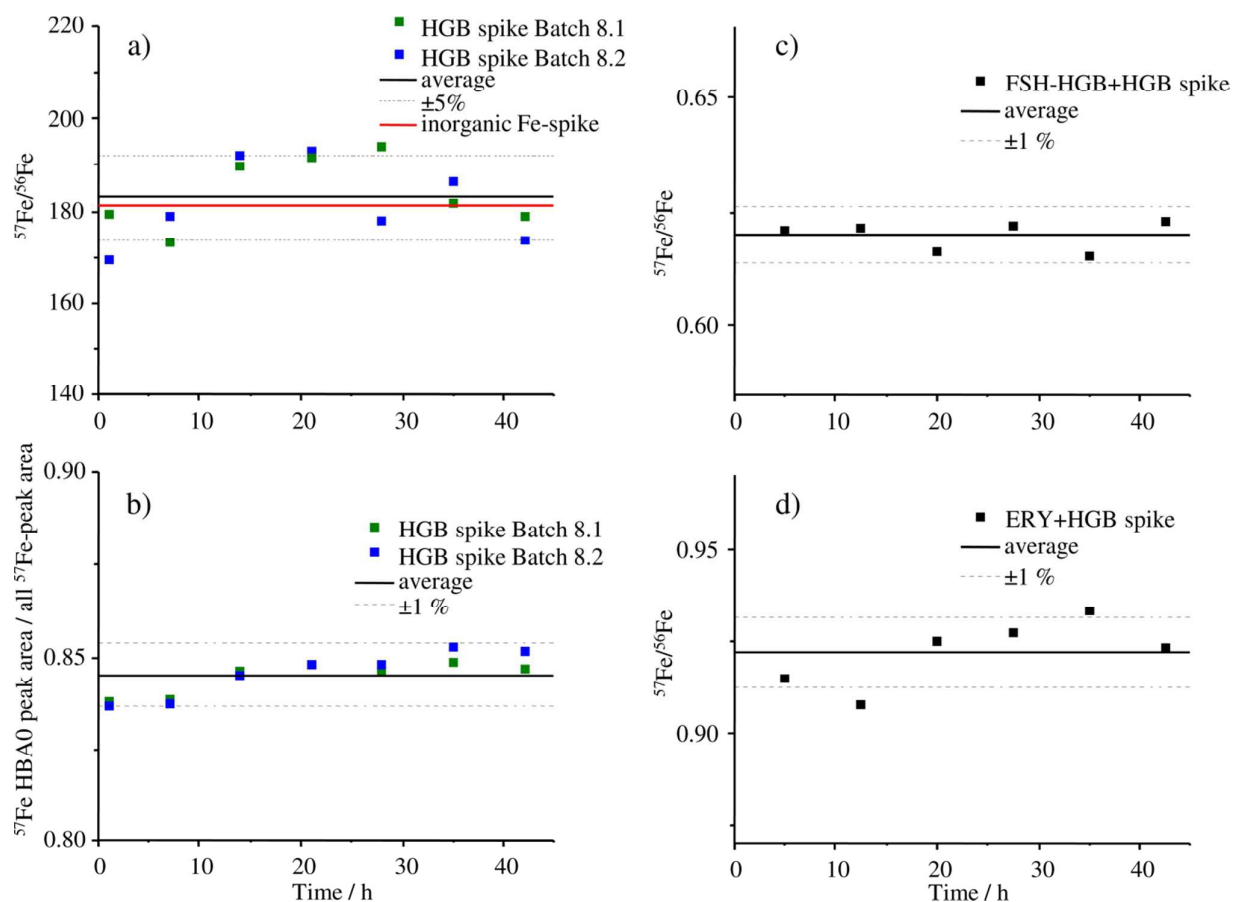 a)
HGB spike Batch 8.1
HGB spike Batch 8.2
average
±5%
inorganic Fe-spike
⁵⁷Fe/⁵⁶Fe
220
200
180
160
140
0
10
20
30
40
c)
FSH-HGB+HGB spike
average
±1 %
⁵⁷Fe/⁵⁶Fe
0.65
0.60
0
10
20
30
40
b)
HGB spike Batch 8.1
HGB spike Batch 8.2
average
±1 %
⁵⁷Fe HBA0 peak area / all ⁵⁷Fe-peak area
0.90
0.85
0.80
0
10
20
30
40
Time / h
d)
ERY+HGB spike
average
±1 %
⁵⁷Fe/⁵⁶Fe
0.95
0.90
0
10
20
30
40
Time / h